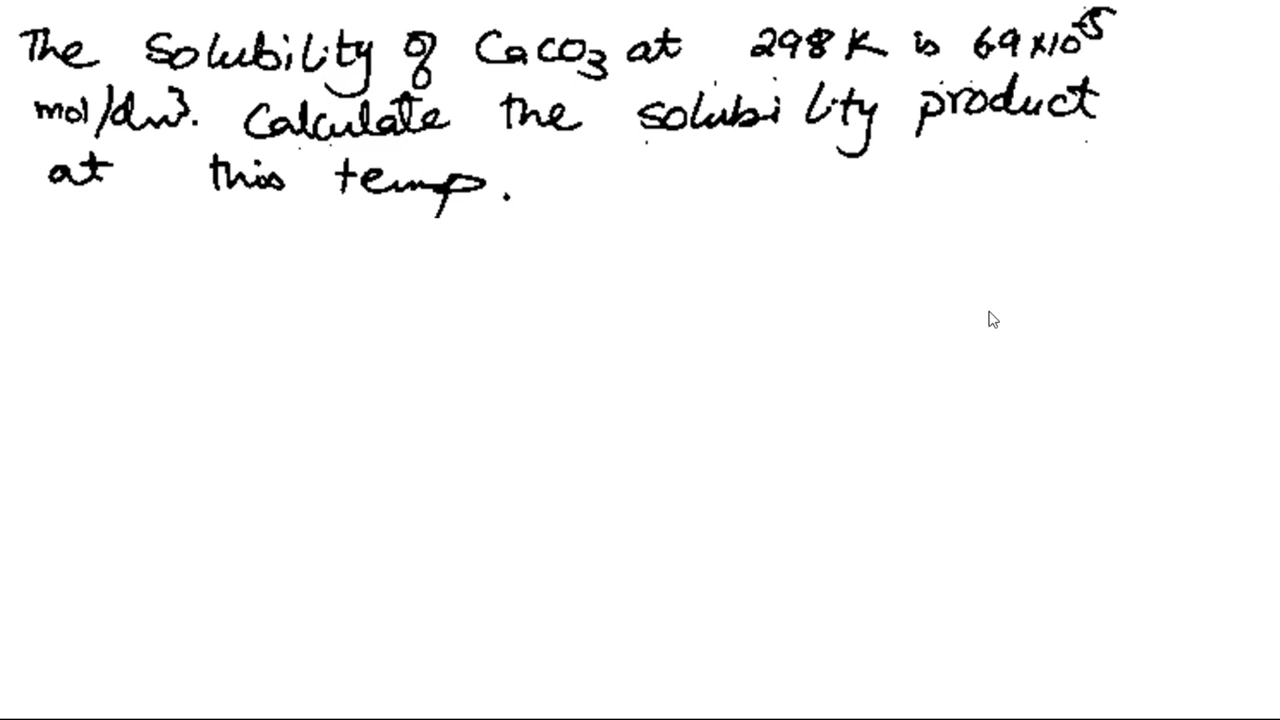 The Solubility of CaCO3 at 298 K is 69×10⁻⁵
mol/dm³. Calculate the solubility product
at this temp.